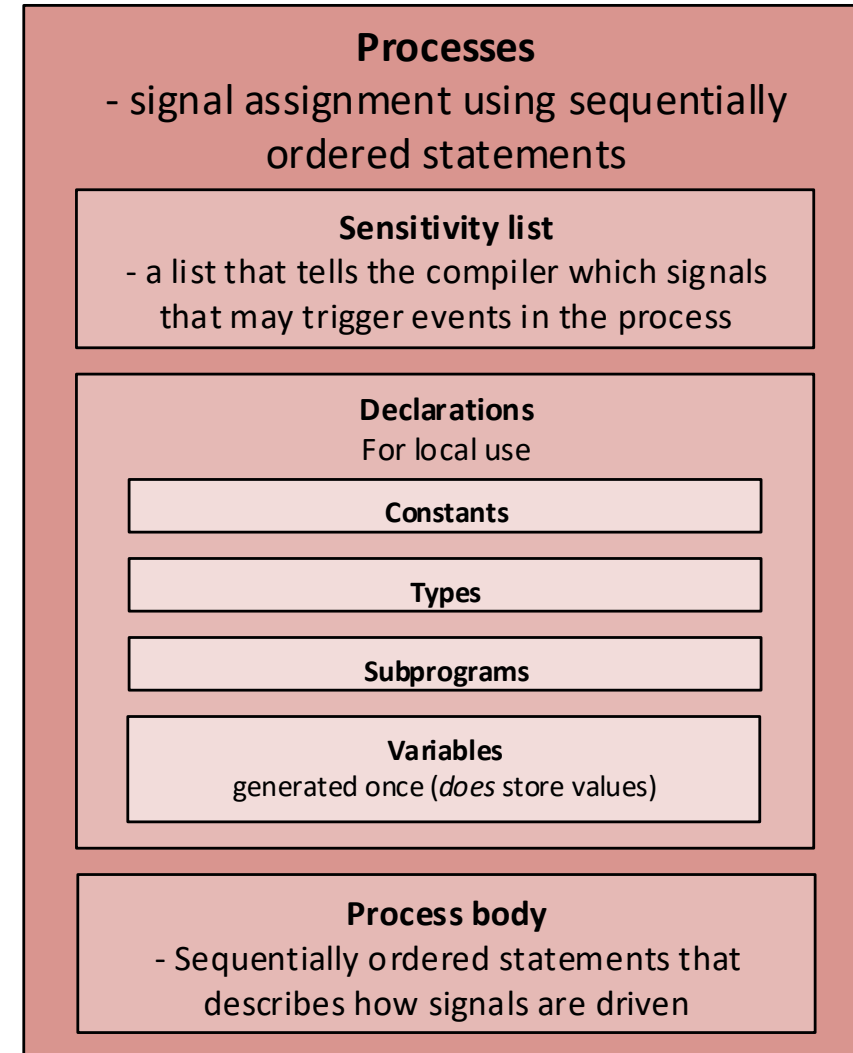 Processes
- signal assignment using sequentially
ordered statements
Sensitivity list
- a list that tells the compiler which signals
that may trigger events in the process
Declarations
For local use
Constants
Types
Subprograms
Variables
generated once (does store values)
Process body
- Sequentially ordered statements that
describes how signals are driven